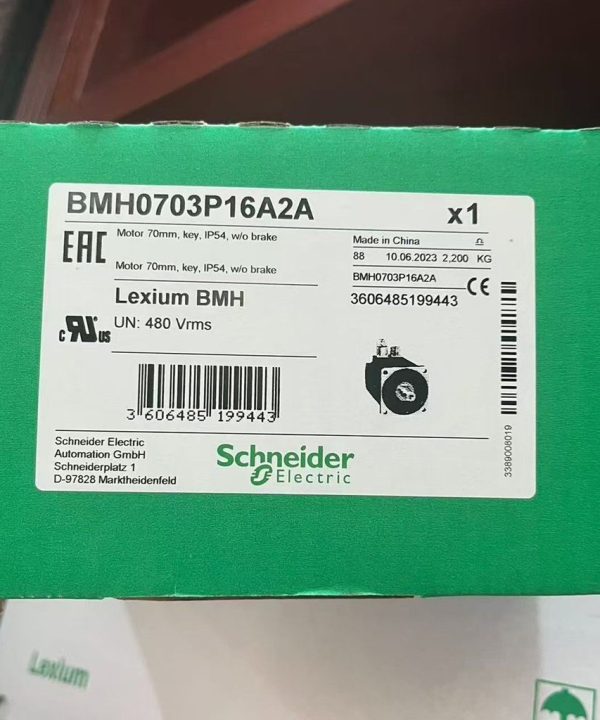 BMH0703P16A2A
x1
EAC
Motor 70mm, key, IP54, w/o brake
Made in China
88 10.06.2023 2,200 KG
Motor 70mm, key, IP54, w/o brake
BMH0703P16A2A
CE
Lexium BMH
3606485199443
UN: 480 Vrms
c RU us
3 606485 199443
3389008019
Schneider Electric
Automation GmbH
Schneiderplatz 1
D-97828 Marktheidenfeld
Schneider
Electric
Lexium